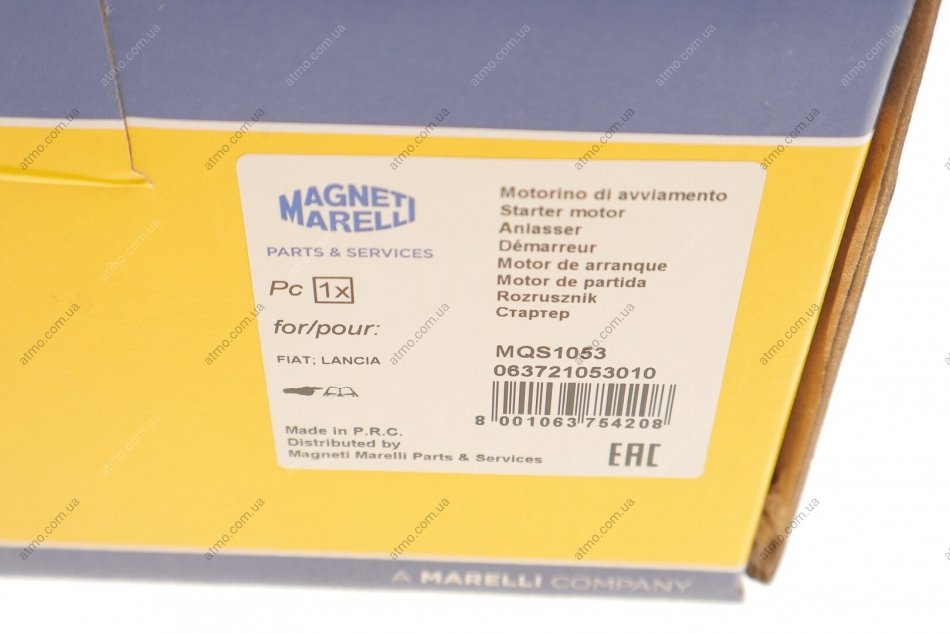 MAGNETI
MARELLI
PARTS & SERVICES
Pc 1x
for/pour:
FIAT; LANCIA
Made in P.R.C.
Distributed by
Magneti Marelli Parts & Services
Motorino di avviamento
Starter motor
Anlasser
Démarreur
Motor de arranque
Motor de partida
Rozrusznik
Стартер
MQS1053
063721053010
8 001063 754208
EAC
A MARELLI COMPANY
atmo.com.ua